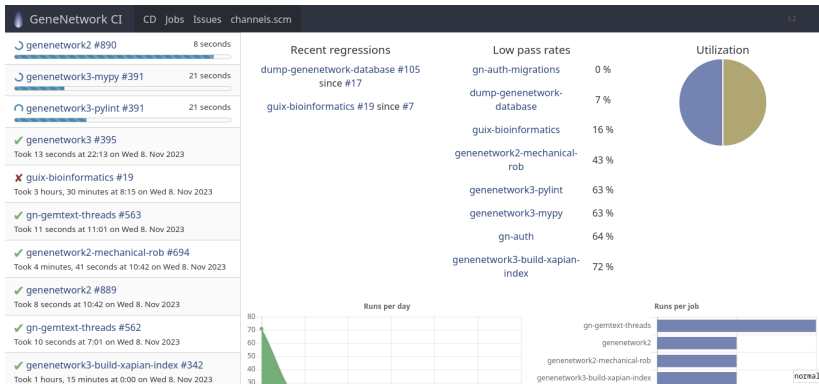 GeneNetwork CI
CD Jobs Issues channels.scm
1.2
genenetwork2 #890
8 seconds
genenetwork3-mypy #391
21 seconds
genenetwork3-pylint #391
21 seconds
genenetwork3 #395
Took 13 seconds at 22:13 on Wed 8. Nov 2023
guix-bioinformatics #19
Took 3 hours, 30 minutes at 8:15 on Wed 8. Nov 2023
gn-gemtext-threads #563
Took 11 seconds at 11:01 on Wed 8. Nov 2023
genenetwork2-mechanical-rob #694
Took 4 minutes, 41 seconds at 10:42 on Wed 8. Nov 2023
genenetwork2 #889
Took 8 seconds at 10:42 on Wed 8. Nov 2023
gn-gemtext-threads #562
Took 10 seconds at 7:01 on Wed 8. Nov 2023
genenetwork3-build-xapian-index #342
Took 1 hours, 15 minutes at 0:00 on Wed 8. Nov 2023
Recent regressions
dump-genenetwork-database #105
since #17
guix-bioinformatics #19 since #7
Low pass rates
gn-auth-migrations 0 %
dump-genenetwork-
database 7 %
guix-bioinformatics 16 %
genenetwork2-mechanical-
rob 43 %
genenetwork3-pylint 63 %
genenetwork3-mypy 63 %
gn-auth 64 %
genenetwork3-build-xapian-
index 72 %
Utilization
Runs per day
80
70
60
50
40
30
Runs per job
gn-gemtext-threads
genenetwork2
genenetwork2-mechanical-rob
genenetwork3-build-xapian-index
normal